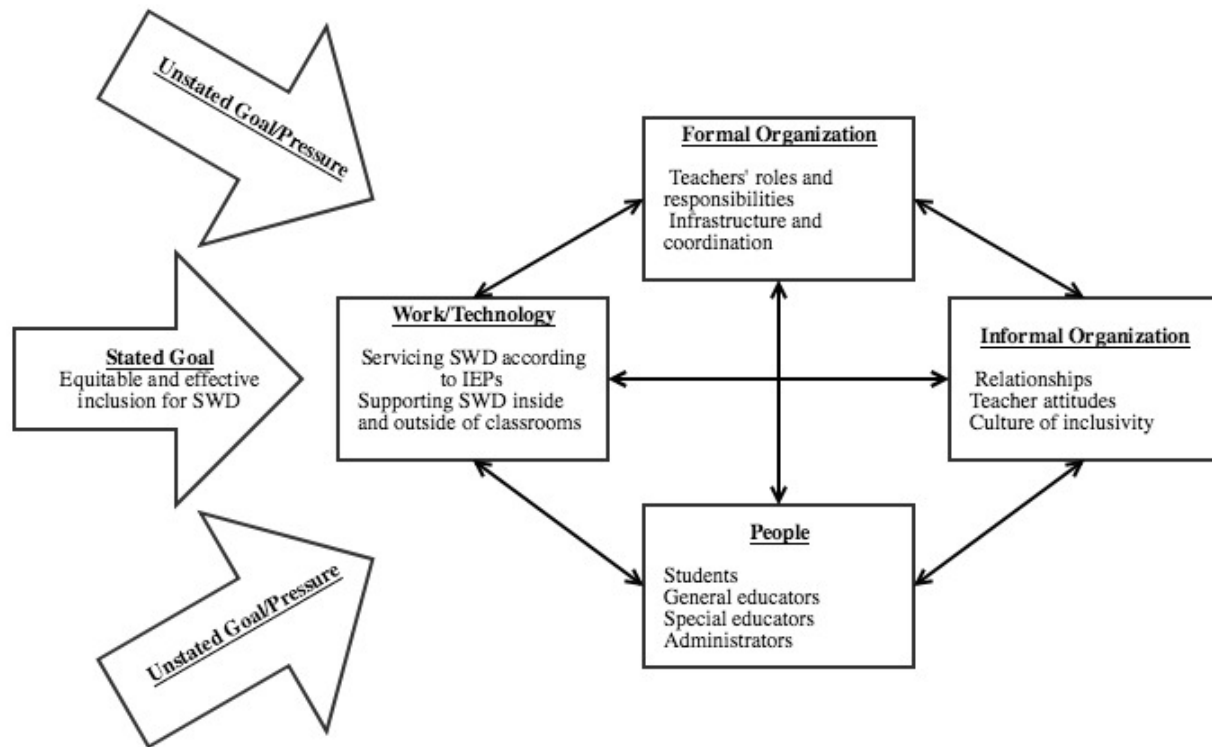 Unstated Goal/Pressure
Stated Goal
Equitable and effective
inclusion for SWD
Unstated Goal/Pressure
Formal Organization
Teachers' roles and
responsibilities
Infrastructure and
coordination
Work/Technology
Servicing SWD according
to IEPs
Supporting SWD inside
and outside of classrooms
Informal Organization
Relationships
Teacher attitudes
Culture of inclusivity
People
Students
General educators
Special educators
Administrators